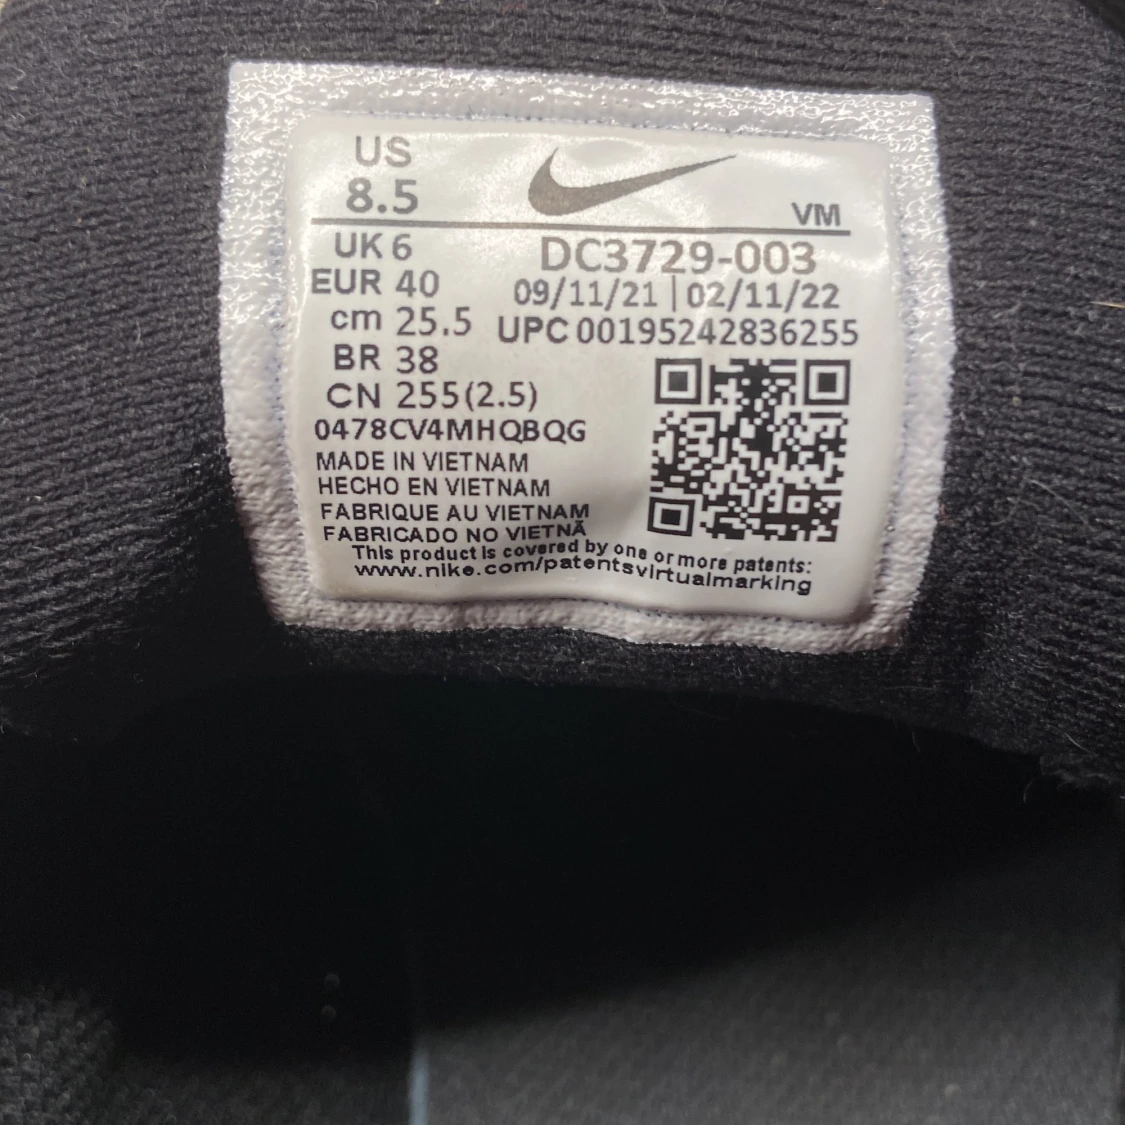 US
8.5
VM
UK 6
DC3729-003
EUR 40
09/11/21 | 02/11/22
cm 25.5
UPC 00195242836255
BR 38
CN 255(2.5)
0478CV4MHQBQG
MADE IN VIETNAM
HECHO EN VIETNAM
FABRIQUE AU VIETNAM
FABRICADO NO VIETNÃ
This product is covered by one or more patents:
www.nike.com/patentsvirtualmarking